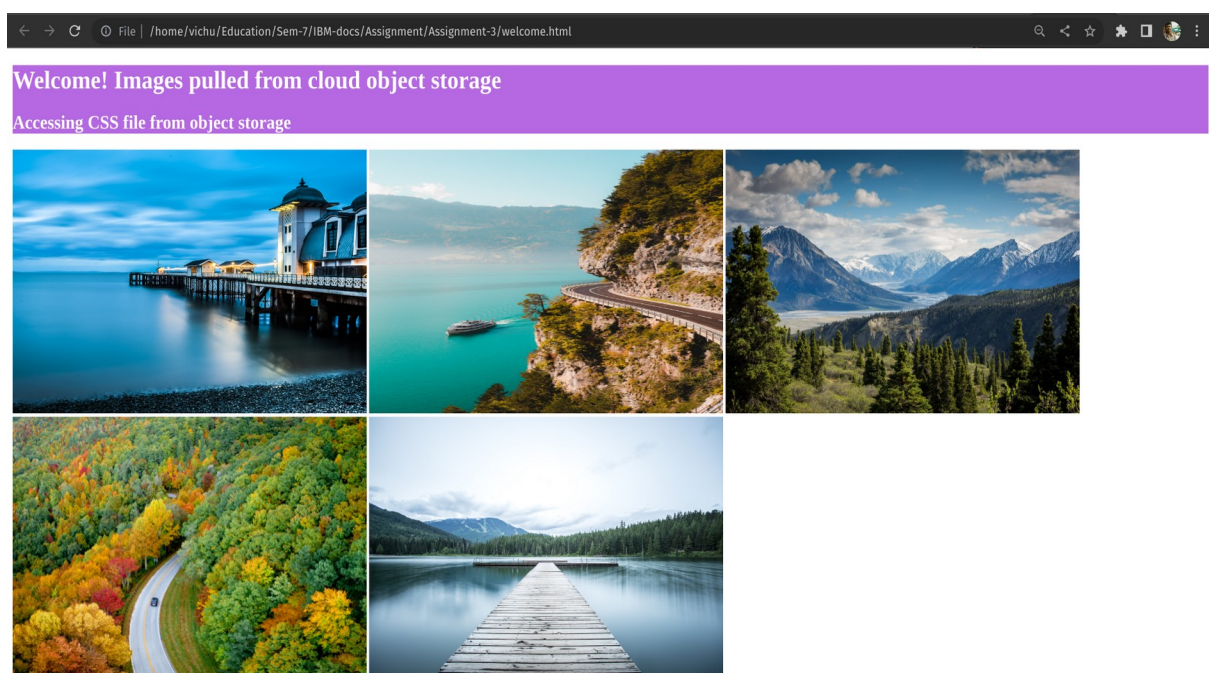 File | /home/vichu/Education/Sem-7/IBM-docs/Assignment/Assignment-3/welcome.html
Welcome! Images pulled from cloud object storage
Accessing CSS file from object storage